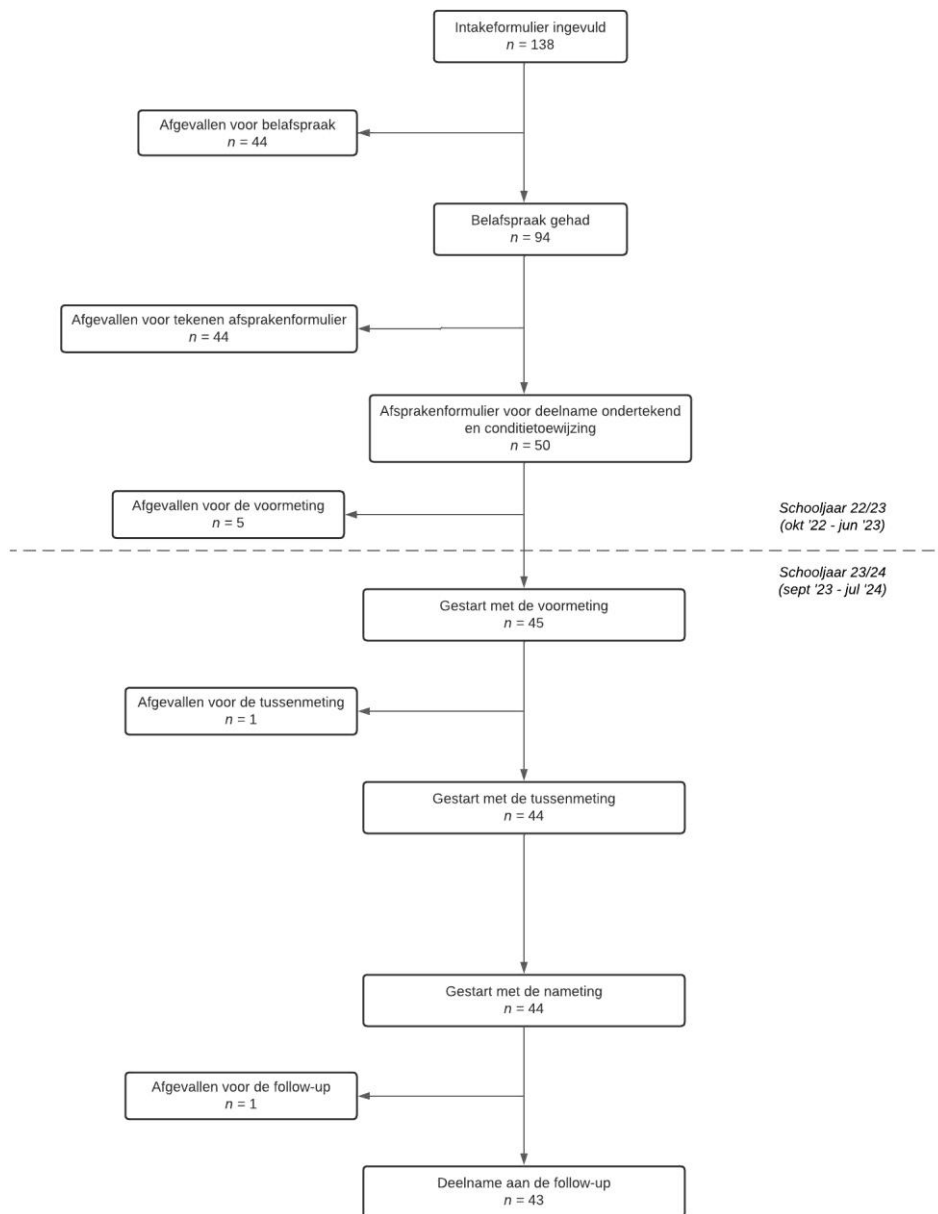 Intakeformulier ingevuld
n = 138
Afgevallen voor belafspraak
n = 44
Belafspraak gehad
n = 94
Afgevallen voor tekenen afsprakenformulier
n = 44
Afsprakenformulier voor deelname ondertekend
en conditietoewijzing
n = 50
Afgevallen voor de voormeting
n = 5
Schooljaar 22/23
(okt '22 - jun '23)
Schooljaar 23/24
(sept '23 - jul '24)
Gestart met de voormeting
n = 45
Afgevallen voor de tussenmeting
n = 1
Gestart met de tussenmeting
n = 44
Gestart met de nameting
n = 44
Afgevallen voor de follow-up
n = 1
Deelname aan de follow-up
n = 43